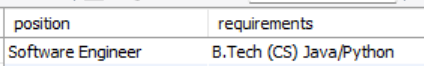 position requirements
Software Engineer B.Tech (CS) Java/Python